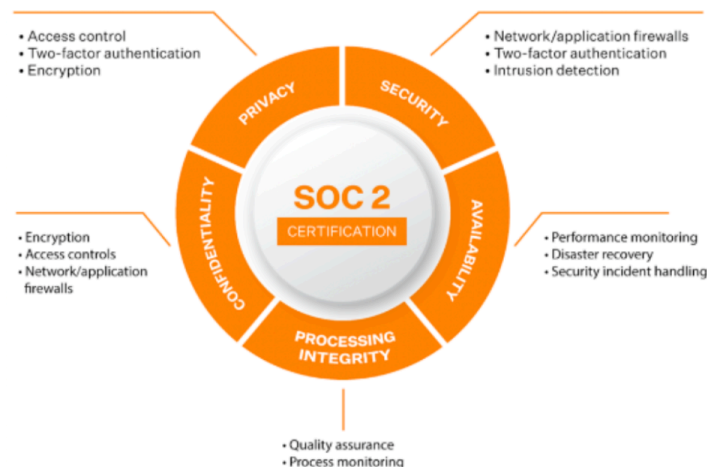 • Access control
• Two-factor authentication
• Encryption
• Network/application firewalls
• Two-factor authentication
• Intrusion detection
PRIVACY
SECURITY
SOC 2
CERTIFICATION
CONFIDENTIALITY
AVAILABILITY
• Encryption
• Access controls
• Network/application
firewalls
• Performance monitoring
• Disaster recovery
• Security incident handling
PROCESSING
INTEGRITY
• Quality assurance
• Process monitoring